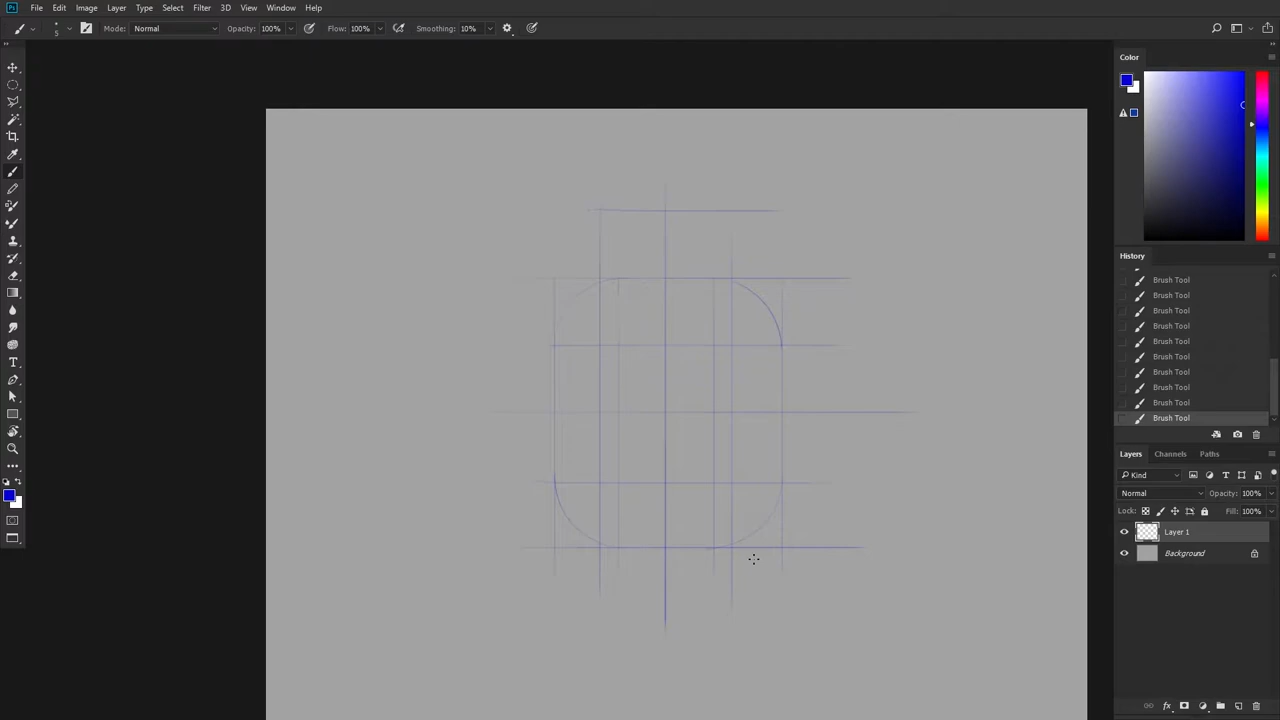 Ps File Edit Image Layer Type Select Filter 3D View Window Help
5 Mode: Normal Opacity: 100% Flow: 100% Smoothing: 10%
Color
History
Brush Tool
Brush Tool
Brush Tool
Brush Tool
Brush Tool
Brush Tool
Brush Tool
Brush Tool
Brush Tool
Brush Tool
Layers Channels Paths
Kind
Normal Opacity: 100%
Lock: Fill: 100%
Layer 1
Background